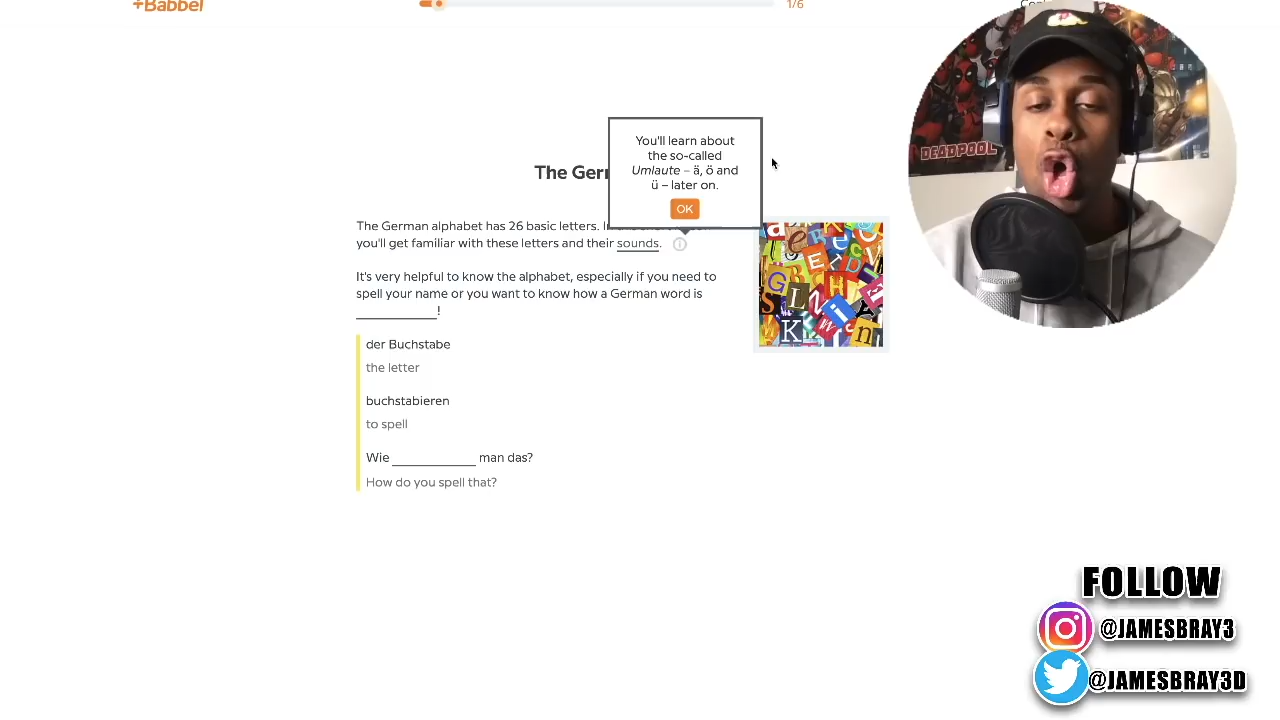 +Babbel
1/6
You'll learn about
the so-called
Umlaute – ä, ö and
ü – later on.
OK
The German alphabet has 26 basic letters.
you'll get familiar with these letters and their sounds.
It's very helpful to know the alphabet, especially if you need to
spell your name or you want to know how a German word is
____________!
der Buchstabe
the letter
buchstabieren
to spell
Wie ____________ man das?
How do you spell that?
DEADPOOL
FOLLOW
@JAMESBRAY3
@JAMESBRAY3D